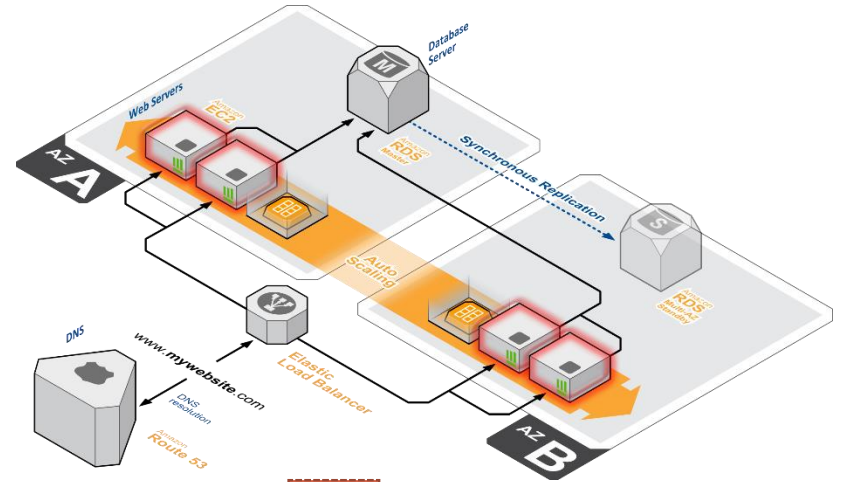 Database
Server
M
Web Servers
Amazon
EC2
Amazon
RDS
Master
Synchronous Replication
AZ
A
S
Auto
Scaling
Amazon
RDS
Multi-Az
Standby
DNS
www.mywebsite.com
Elastic
Load Balancer
DNS
resolution
Amazon
Route 53
AZ
B